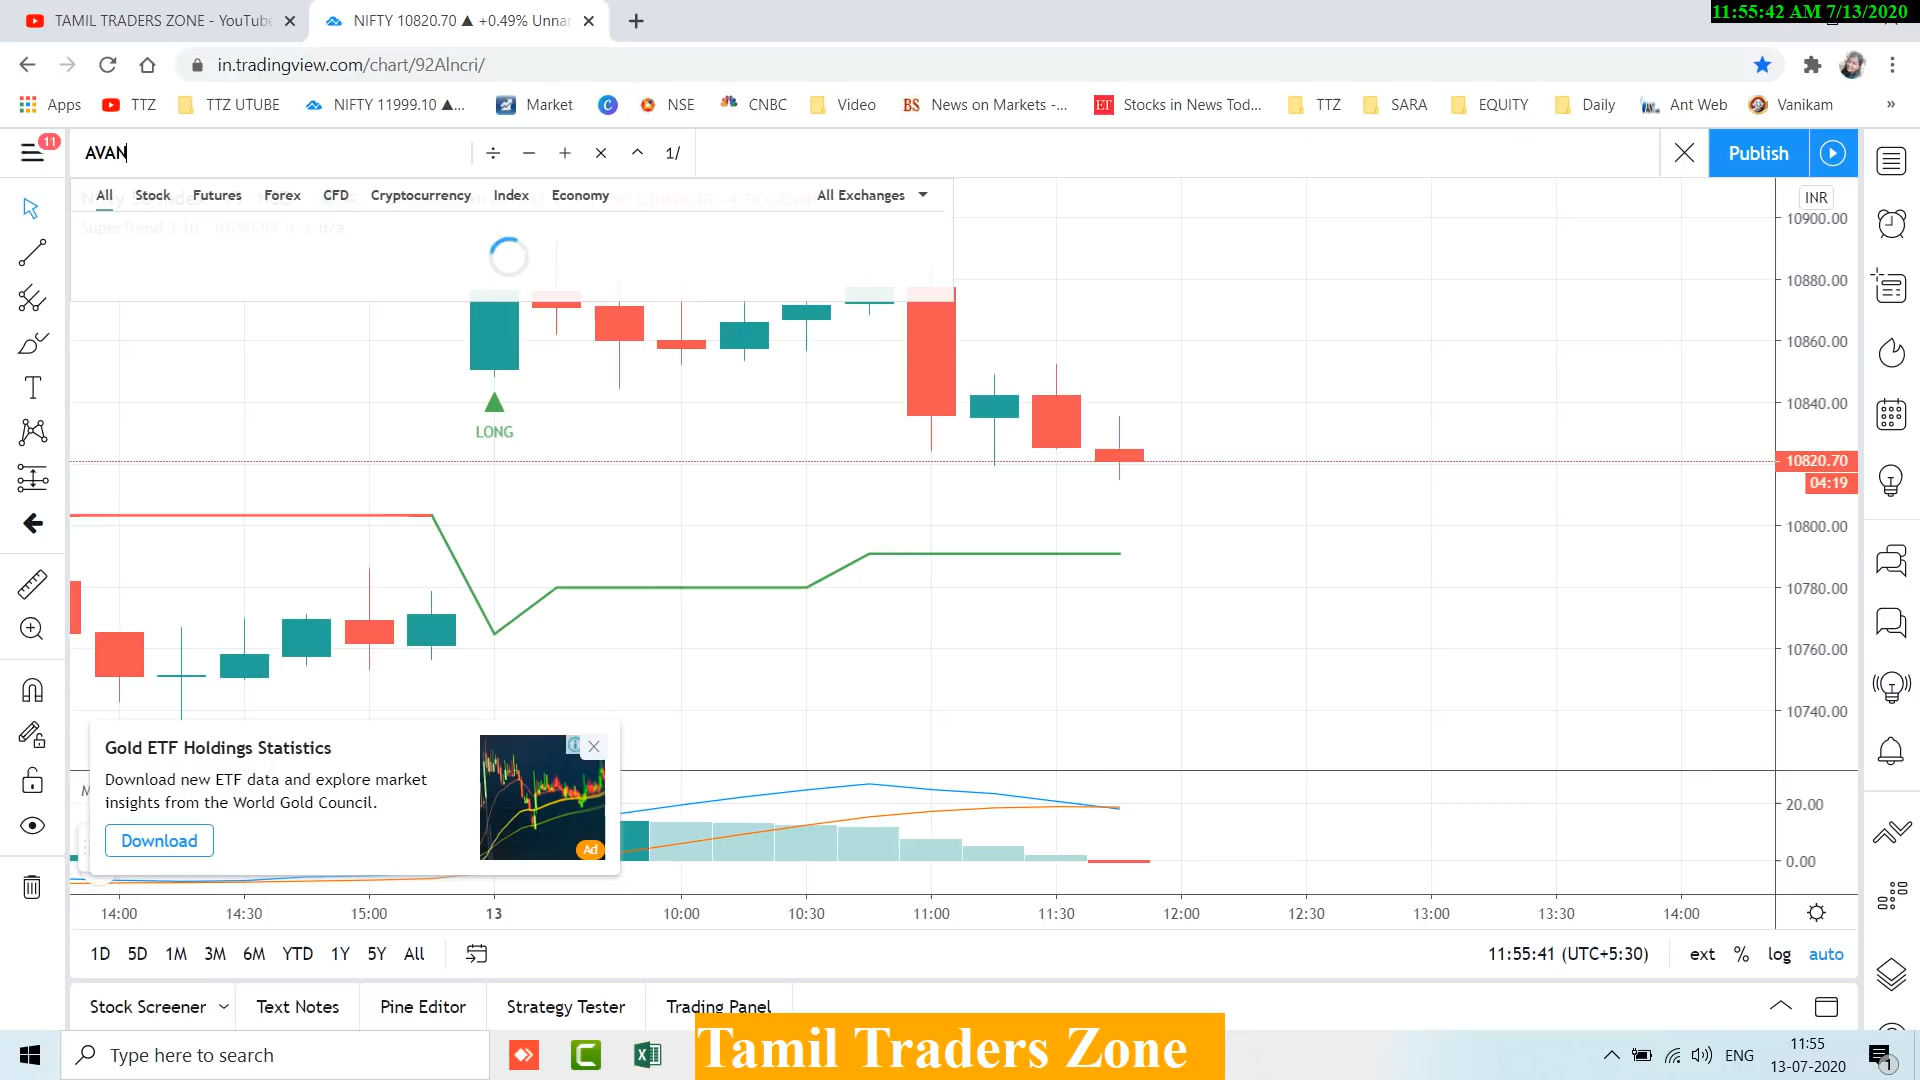 TAMIL TRADERS ZONE - YouTube
NIFTY 10820.70 ▲ +0.49% Unnar
11:55:42 AM 7/13/2020
in.tradingview.com/chart/92Alncri/
Apps
TTZ
TTZ UTUBE
NIFTY 11999.10 ▲...
Market
C
NSE
CNBC
Video
BS News on Markets -...
ET Stocks in News Tod...
TTZ
SARA
EQUITY
Daily
Ant Web
Vanikam
»
11
AVAN
÷ − + × ^ 1/
Publish
All Stock Futures Forex CFD Cryptocurrency Index Economy
All Exchanges
INR
10900.00
10880.00
10860.00
10840.00
10820.70
04:19
10800.00
10780.00
10760.00
10740.00
20.00
0.00
LONG
Gold ETF Holdings Statistics
Download new ETF data and explore market
insights from the World Gold Council.
Download
Ad
14:00 14:30 15:00 13 10:00 10:30 11:00 11:30 12:00 12:30 13:00 13:30 14:00
1D 5D 1M 3M 6M YTD 1Y 5Y All
11:55:41 (UTC+5:30)
ext % log auto
Stock Screener
Text Notes
Pine Editor
Strategy Tester
Trading Panel
Type here to search
Tamil Traders Zone
ENG
11:55
13-07-2020
1